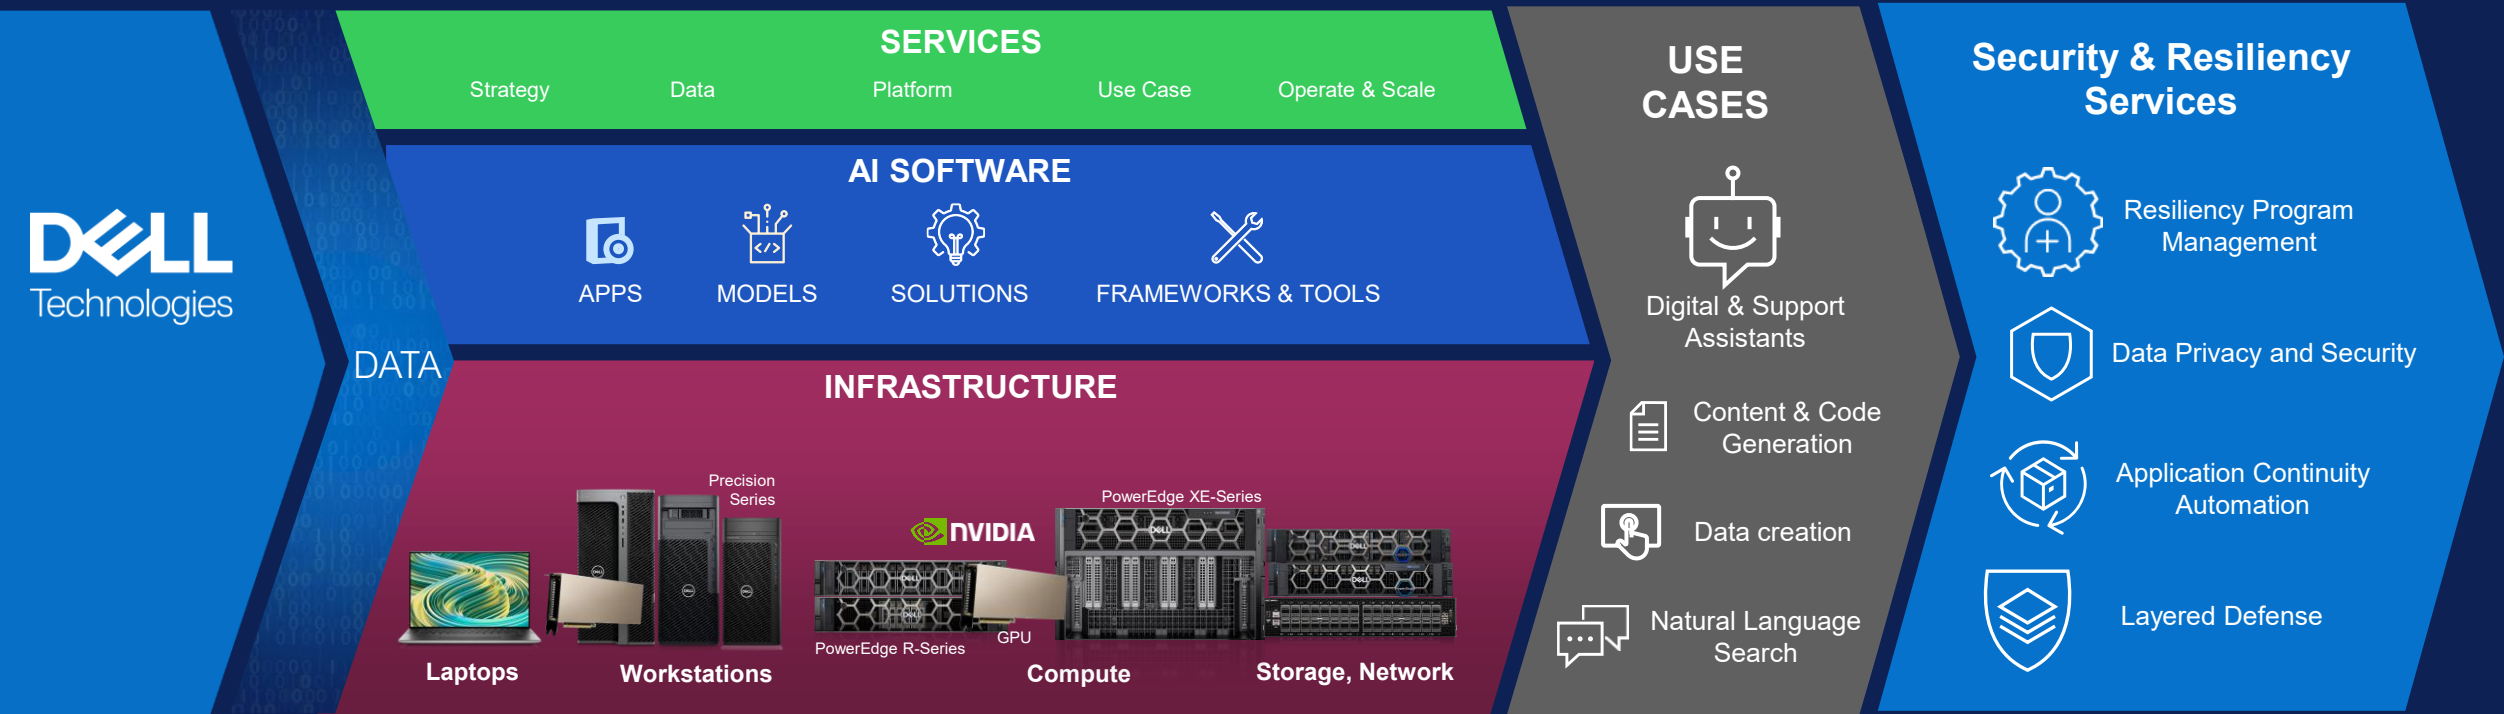 DELL
Technologies
DATA
SERVICES
Strategy
Data
Platform
Use Case
Operate & Scale
AI SOFTWARE
APPS
MODELS
SOLUTIONS
FRAMEWORKS & TOOLS
INFRASTRUCTURE
Laptops
Precision
Series
Workstations
NVIDIA
PowerEdge R-Series
GPU
PowerEdge XE-Series
Compute
Storage, Network
USE
CASES
Digital & Support
Assistants
Content & Code
Generation
Data creation
Natural Language
Search
Security & Resiliency
Services
Resiliency Program
Management
Data Privacy and Security
Application Continuity
Automation
Layered Defense